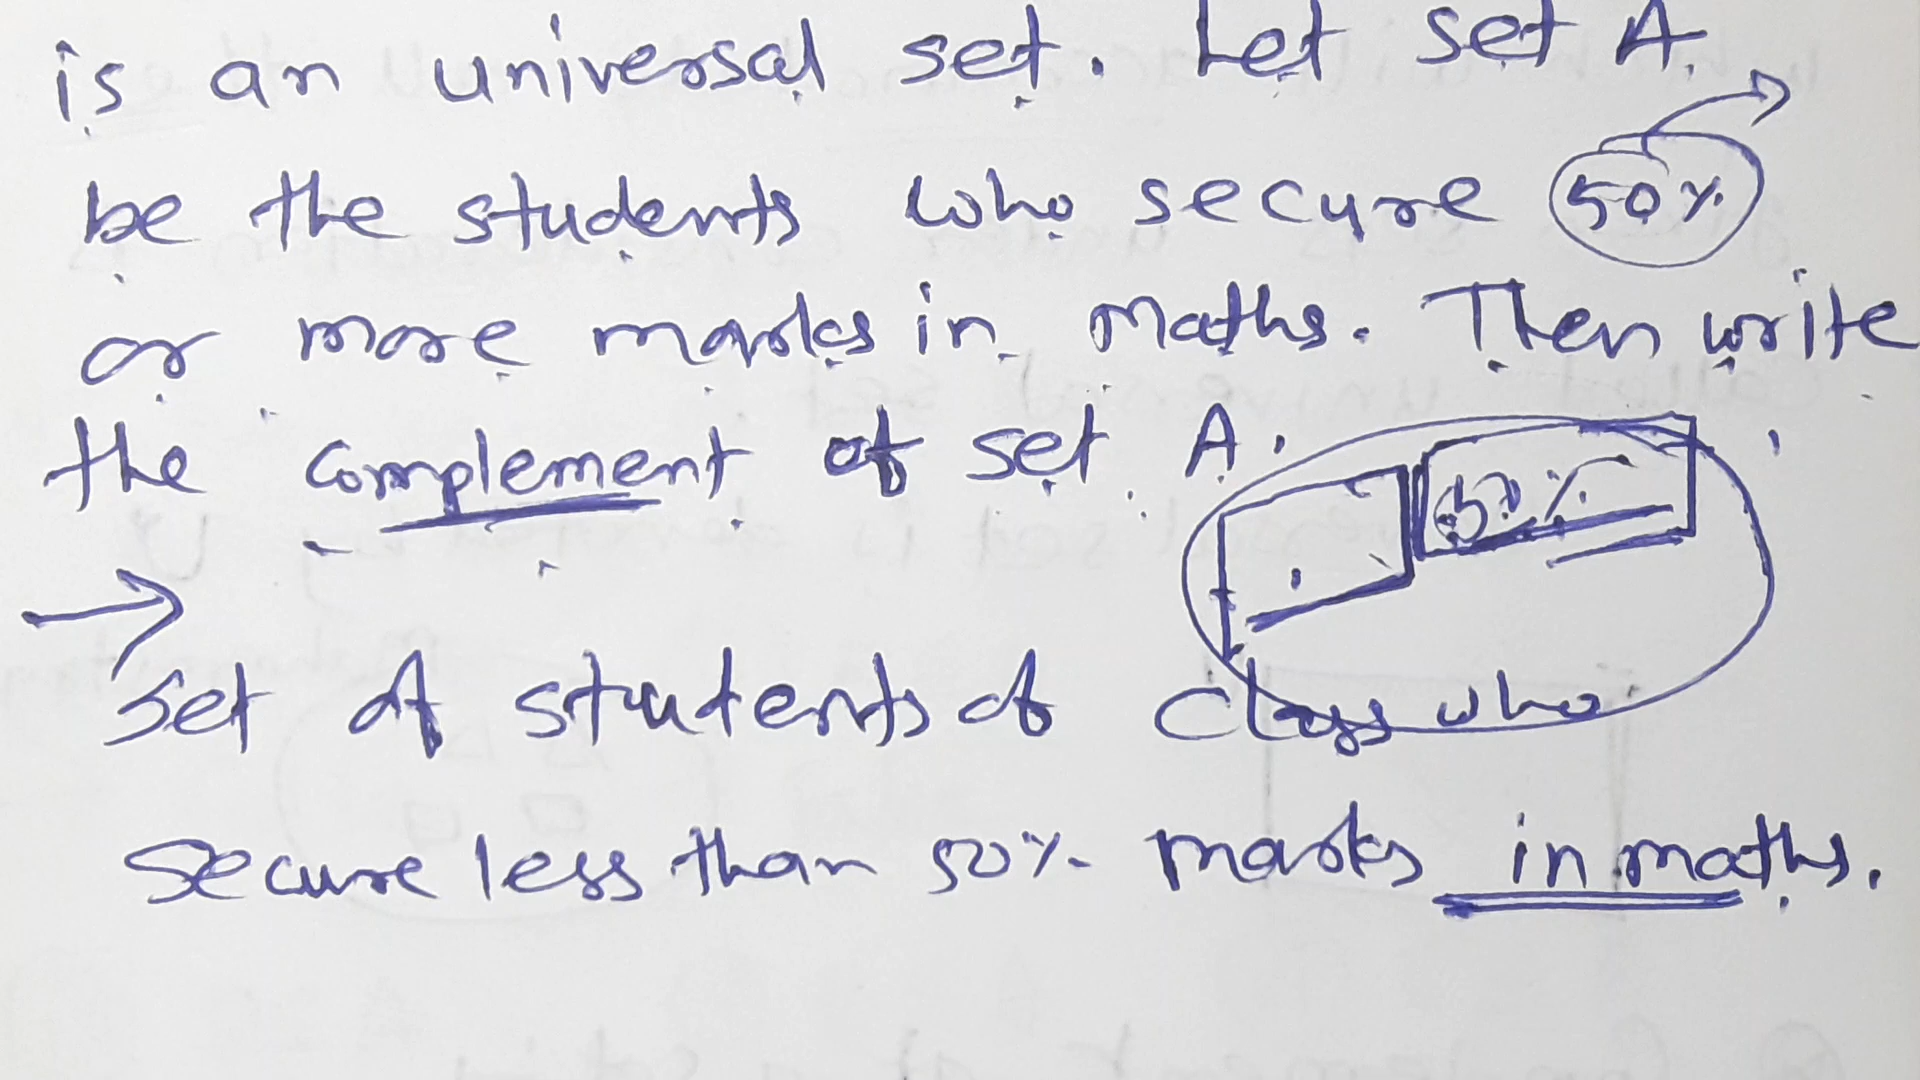 is an universal set. Let set A.
be the students who secure 50%
or more marks in maths. Then write
the complement of set A.
50%
→
Set of students of class who
secure less than 50% marks in maths.